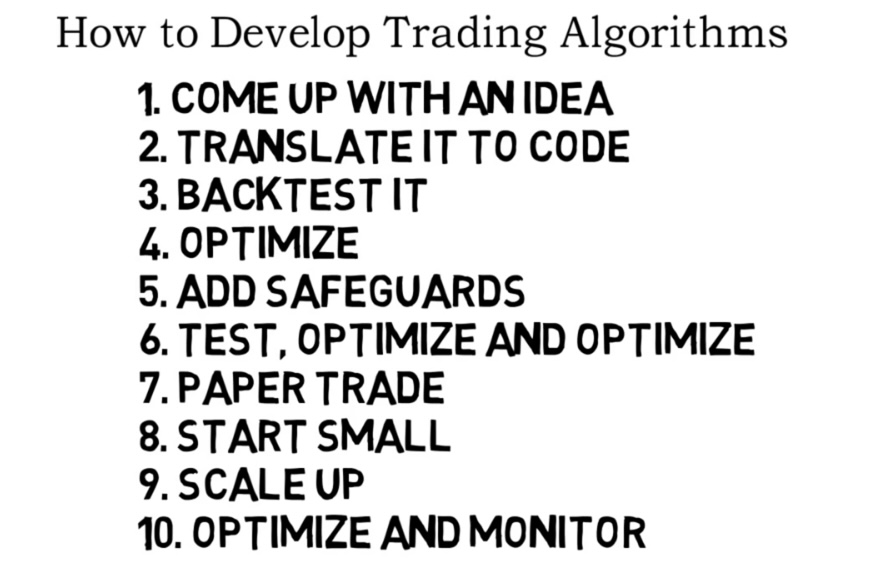 How to Develop Trading Algorithms
1. COME UP WITH AN IDEA
2. TRANSLATE IT TO CODE
3. BACKTEST IT
4. OPTIMIZE
5. ADD SAFEGUARDS
6. TEST, OPTIMIZE AND OPTIMIZE
7. PAPER TRADE
8. START SMALL
9. SCALE UP
10. OPTIMIZE AND MONITOR